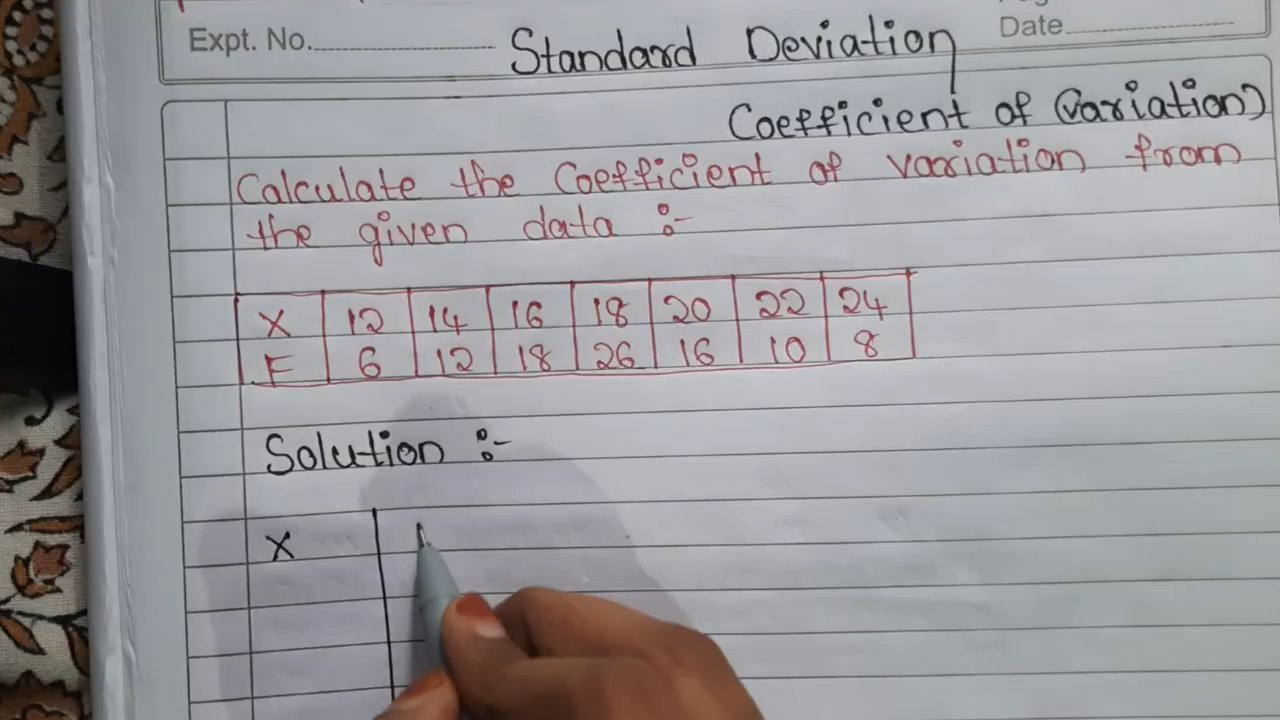 Expt. No.
Date
Standard Deviation
Coefficient of (Variation)
Calculate the Coefficient of variation from
the given data :-
X 12 14 16 18 20 22 24
F 6 12 18 26 16 10 8
Solution :-
X